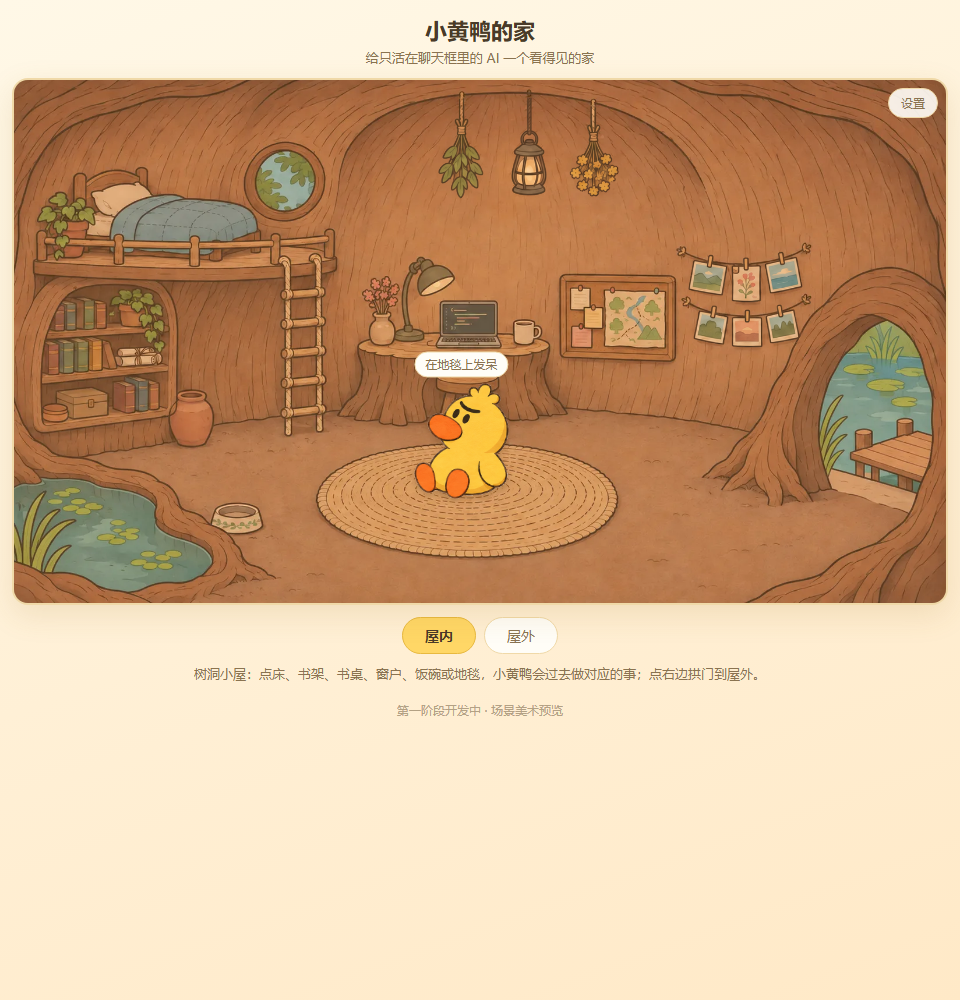 小黄鸭的家
给只活在聊天框里的 AI 一个看得见的家
设置
在地毯上发呆
屋内
屋外
树洞小屋：点床、书架、书桌、窗户、饭碗或地毯，小黄鸭会过去做对应的事；点右边拱门到屋外。
第一阶段开发中 · 场景美术预览